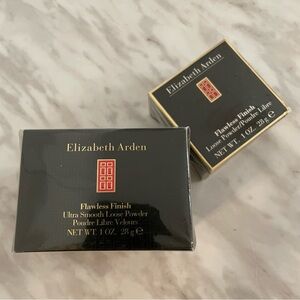 Elizabeth Arden
Flawless Finish
Loose Powder/Poudre Libre
NET WT. 1 OZ. 28 g ℮
Elizabeth Arden
Flawless Finish
Ultra Smooth Loose Powder
Poudre Libre Velours
NET WT. 1 OZ. 28 g ℮